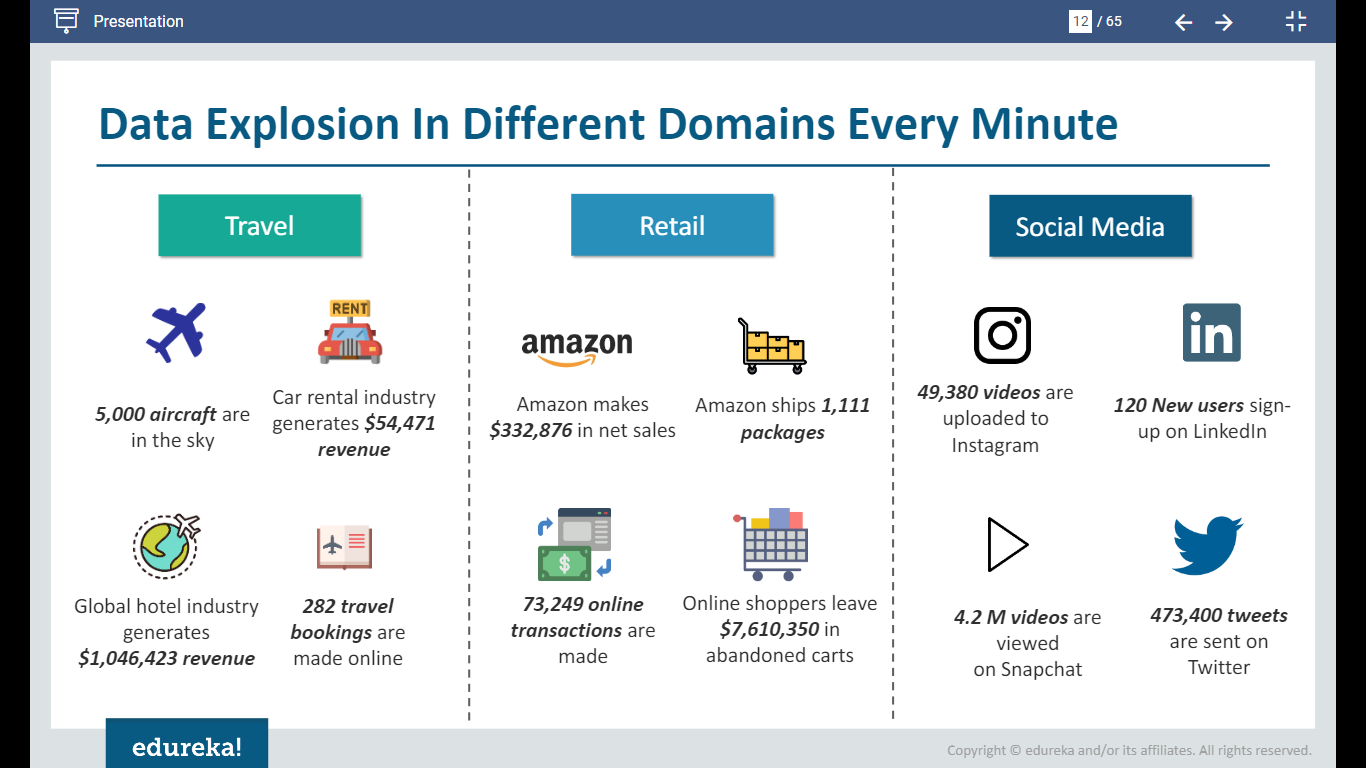 Presentation
12 / 65
Data Explosion In Different Domains Every Minute
Travel
RENT
5,000 aircraft are
in the sky
Car rental industry
generates $54,471
revenue
Global hotel industry
generates
$1,046,423 revenue
282 travel
bookings are
made online
Retail
amazon
Amazon makes
$332,876 in net sales
Amazon ships 1,111
packages
$
73,249 online
transactions are
made
Online shoppers leave
$7,610,350 in
abandoned carts
Social Media
49,380 videos are
uploaded to
Instagram
in
120 New users sign-
up on LinkedIn
4.2 M videos are
viewed
on Snapchat
473,400 tweets
are sent on
Twitter
edureka!
Copyright © edureka and/or its affiliates. All rights reserved.